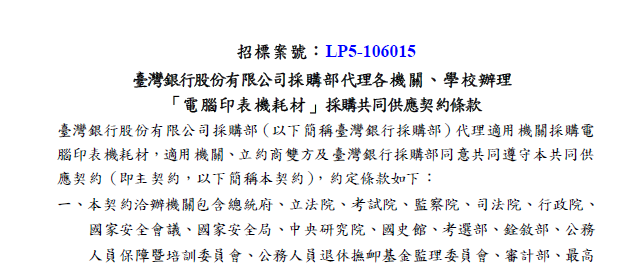 招標案號：LP5-106015
臺灣銀行股份有限公司採購部代理各機關、學校辦理
「電腦印表機耗材」採購共同供應契約條款
臺灣銀行股份有限公司採購部（以下簡稱臺灣銀行採購部）代理適用機關採購電
腦印表機耗材，適用機關、立約商雙方及臺灣銀行採購部同意共同遵守本共同供
應契約（即主契約，以下簡稱本契約），約定條款如下：
一、本契約洽辦機關包含總統府、立法院、考試院、監察院、司法院、行政院、
國家安全會議、國家安全局、中央研究院、國史館、考選部、銓敘部、公務
人員保障暨培訓委員會、公務人員退休撫卹基金監理委員會、審計部、最高